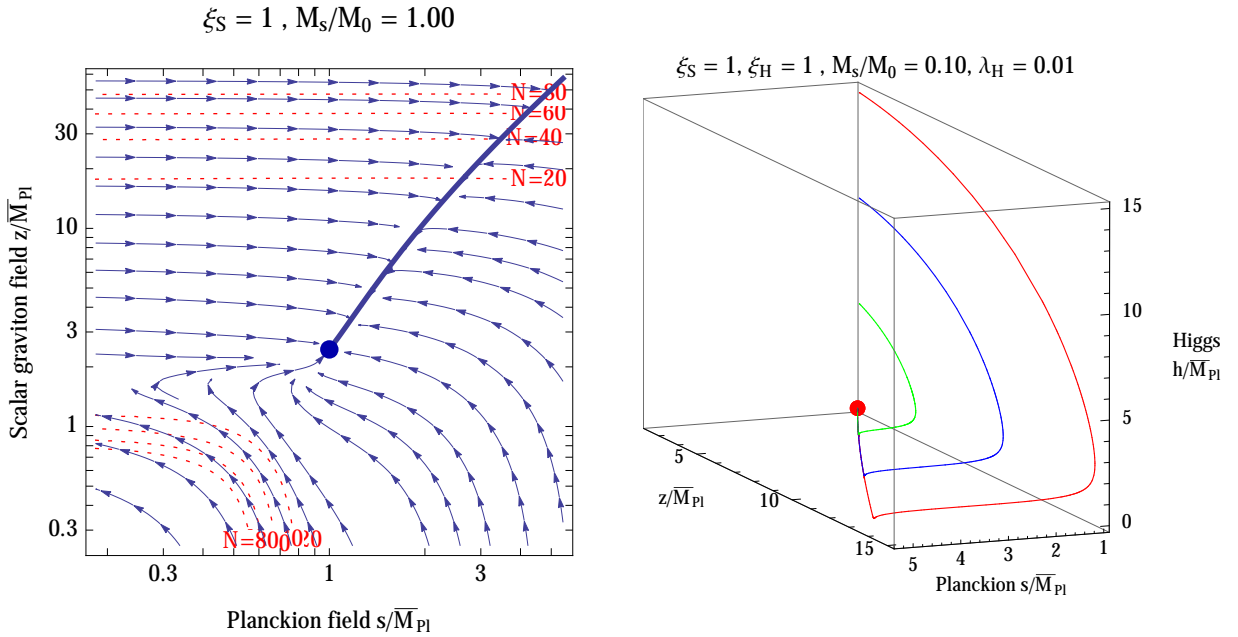 ξS = 1 , Ms/M0 = 1.00
N=80
N=60
N=40
N=20
30
10
3
1
0.3
N=80
0.3
1
3
Scalar graviton field z/M̅Pl
Planckion field s/M̅Pl
ξS = 1, ξH = 1 , Ms/M0 = 0.10, λH = 0.01
15
10
5
0
Higgs
h/M̅Pl
5
10
15
z/M̅Pl
5
4
3
2
1
Planckion s/M̅Pl